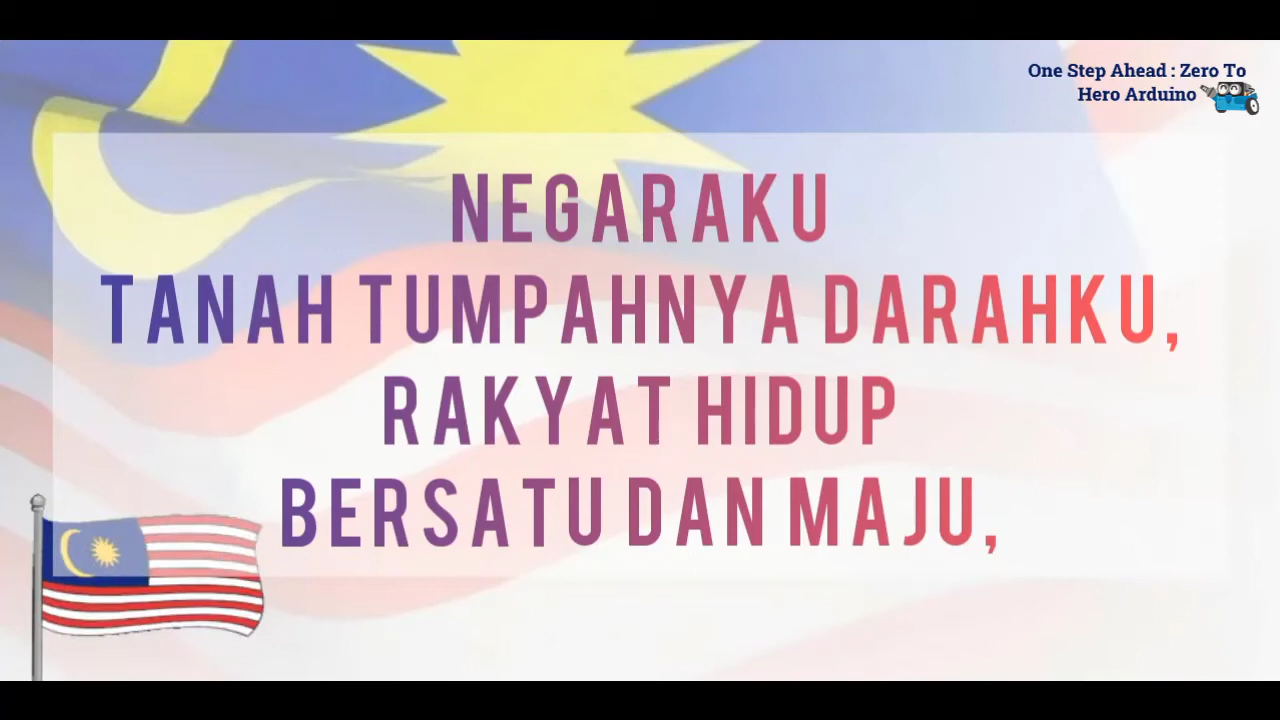 One Step Ahead : Zero To
Hero Arduino
NEGARAKU
TANAH TUMPAHNYA DARAHKU,
RAKYAT HIDUP
BERSATU DAN MAJU,